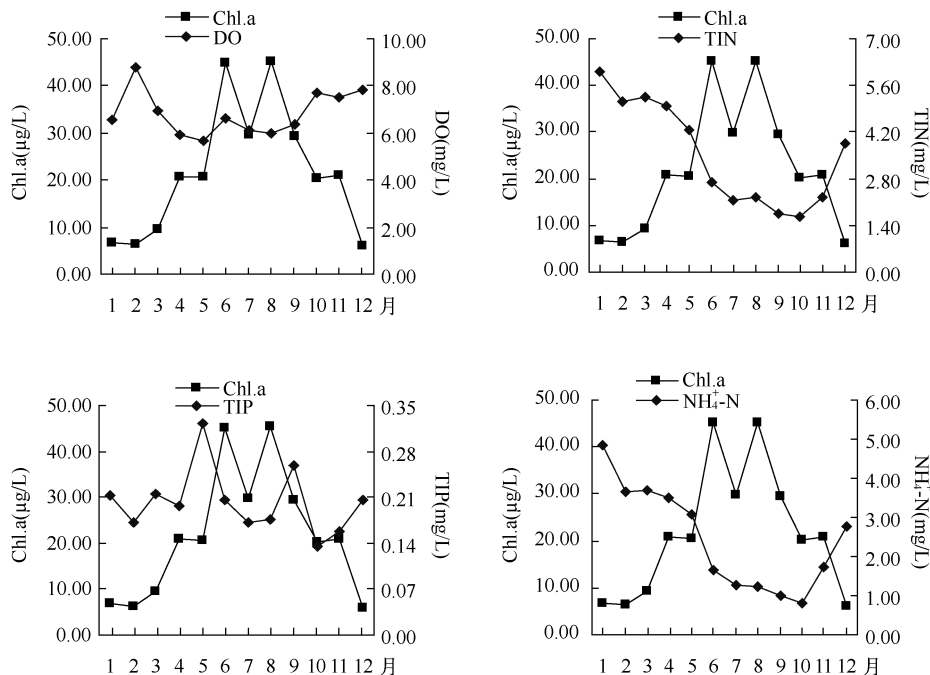 Chl.a
DO
50.00
40.00
30.00
20.00
10.00
0.00
Chl.a(μg/L)
10.00
8.00
6.00
4.00
2.00
0.00
DO(mg/L)
1 2 3 4 5 6 7 8 9 10 11 12 月
Chl.a
TIN
50.00
40.00
30.00
20.00
10.00
0.00
Chl.a(μg/L)
7.00
5.60
4.20
2.80
1.40
0.00
TIN(mg/L)
1 2 3 4 5 6 7 8 9 10 11 12 月
Chl.a
TIP
50.00
40.00
30.00
20.00
10.00
0.00
Chl.a(μg/L)
0.35
0.28
0.21
0.14
0.07
0.00
TIP(mg/L)
1 2 3 4 5 6 7 8 9 10 11 12 月
Chl.a
NH₄⁺-N
50.00
40.00
30.00
20.00
10.00
0.00
Chl.a(μg/L)
6.00
5.00
4.00
3.00
2.00
1.00
0.00
NH₄⁺-N(mg/L)
1 2 3 4 5 6 7 8 9 10 11 12 月